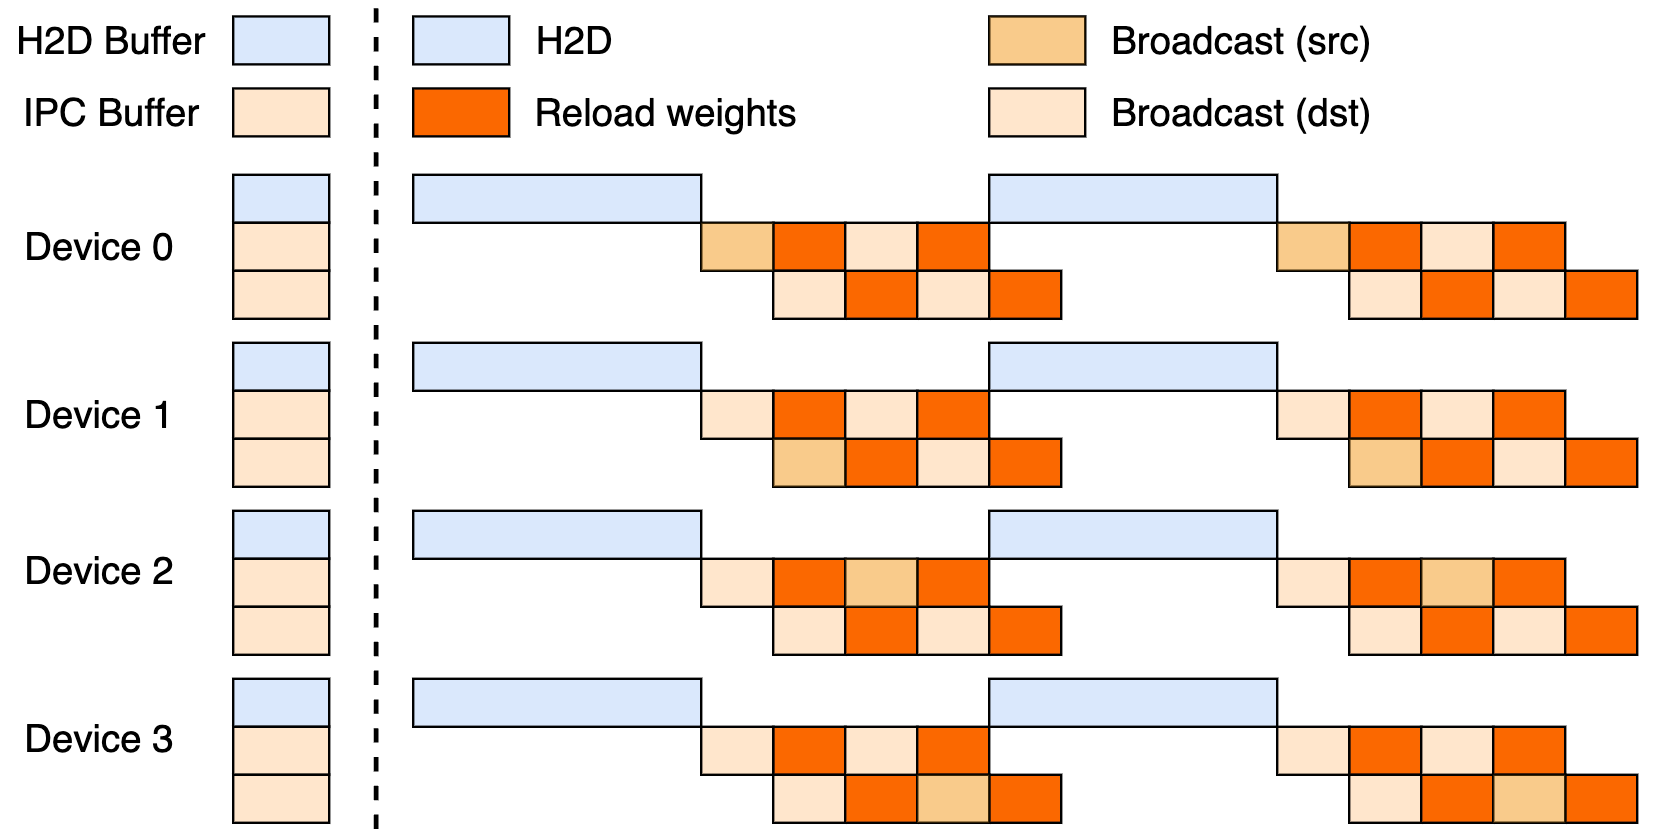 H2D Buffer
H2D
Broadcast (src)
IPC Buffer
Reload weights
Broadcast (dst)
Device 0
Device 1
Device 2
Device 3